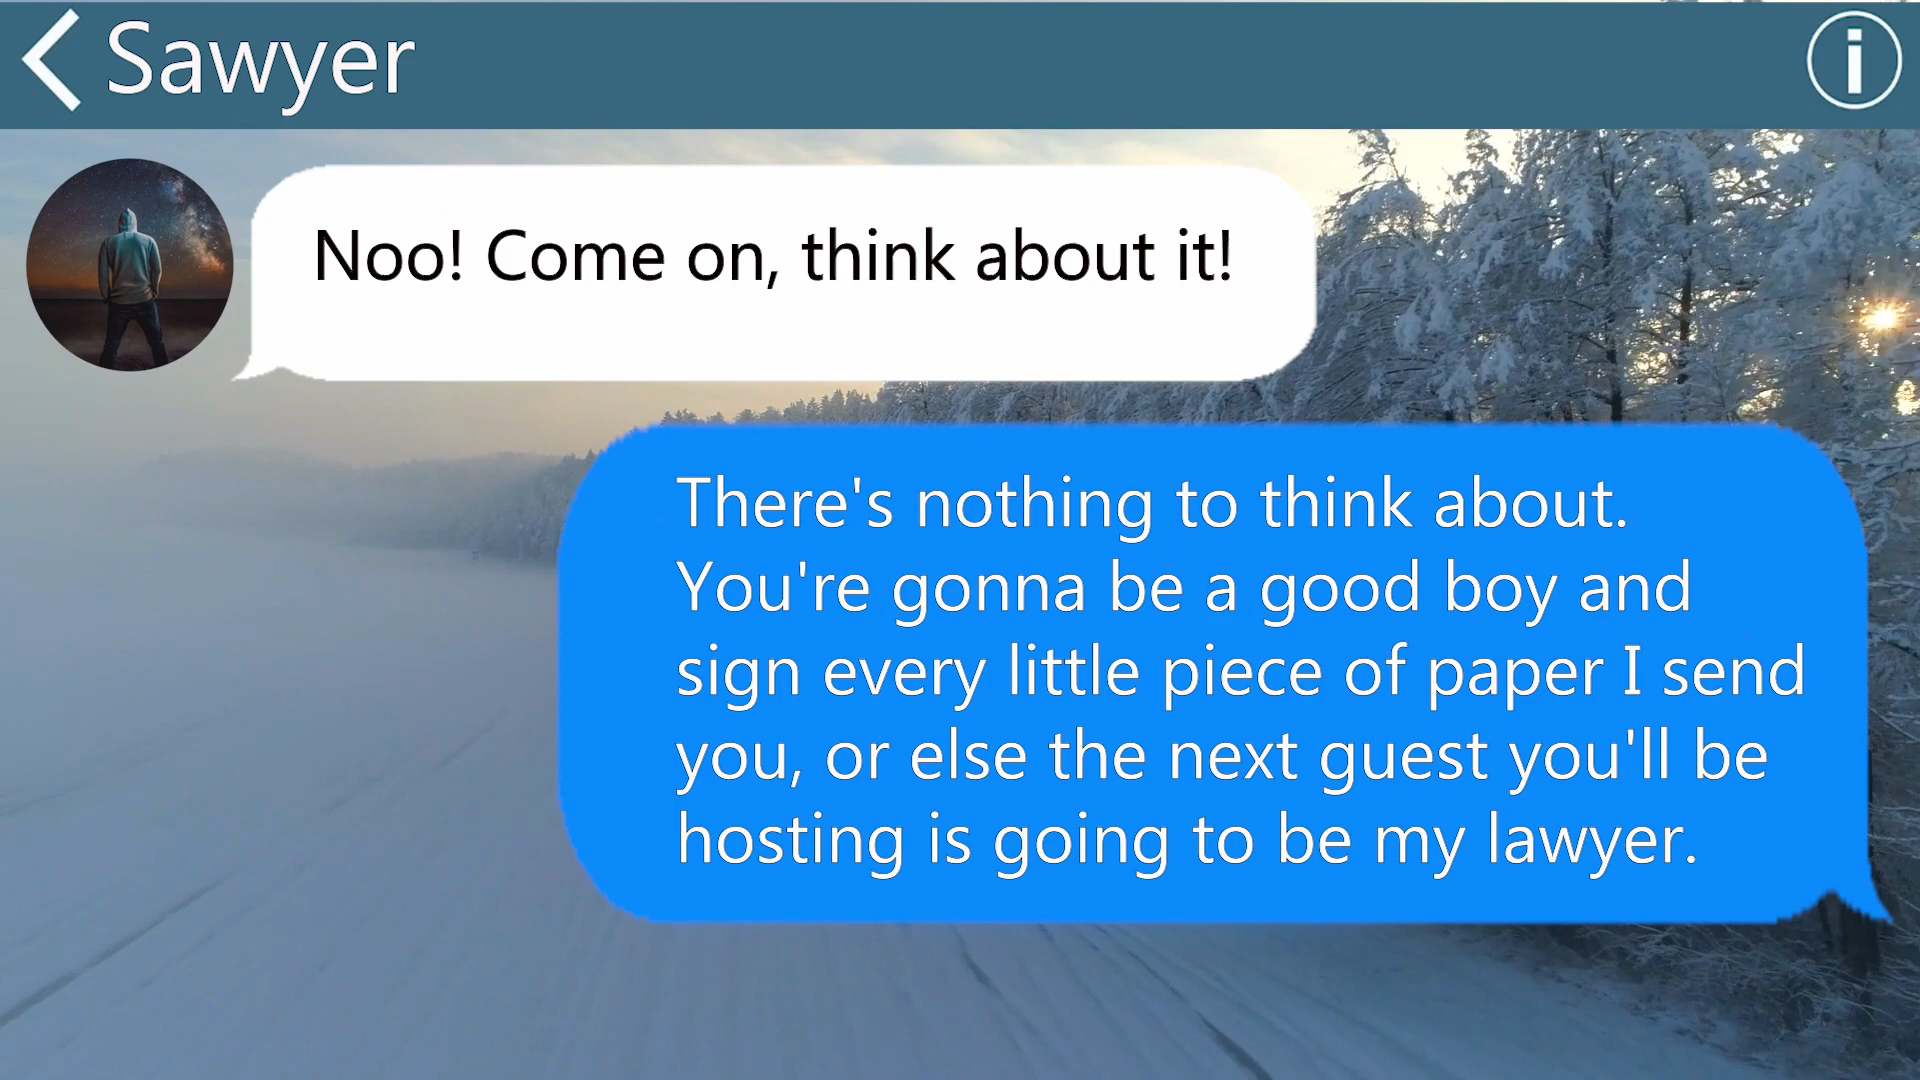 Sawyer
Noo! Come on, think about it!
There's nothing to think about.
You're gonna be a good boy and
sign every little piece of paper I send
you, or else the next guest you'll be
hosting is going to be my lawyer.